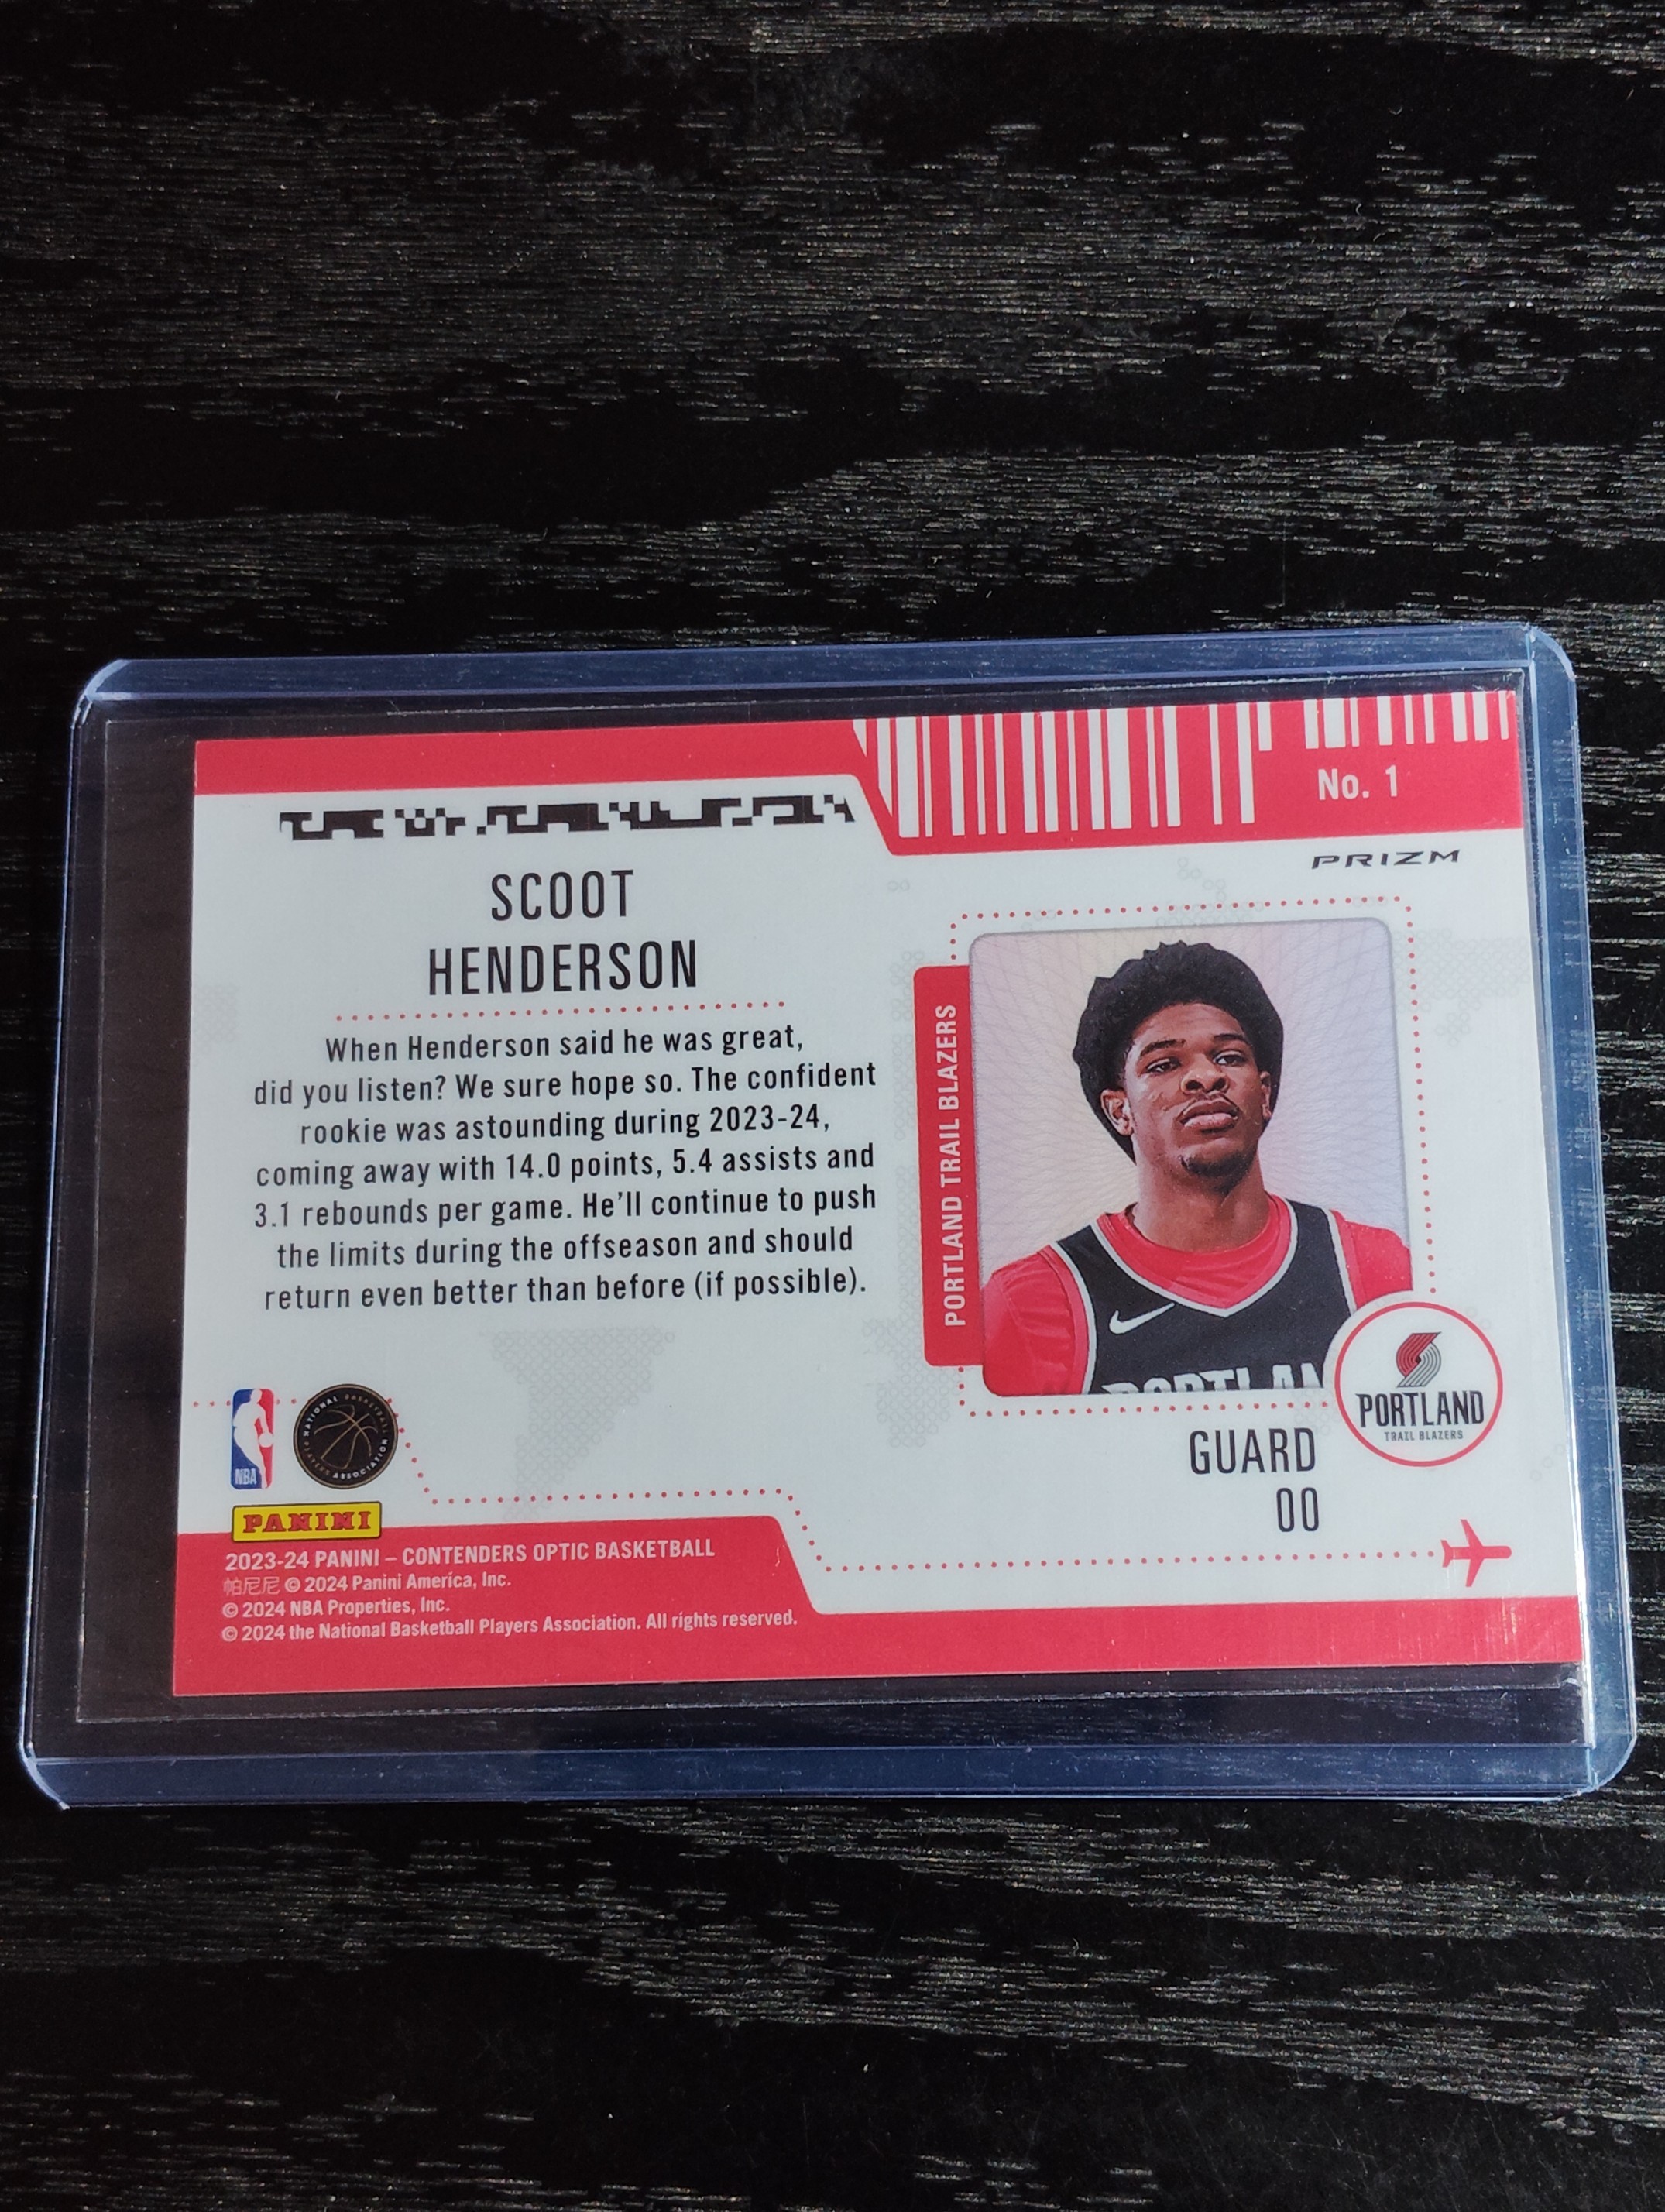 No. 1
PRIZM
SCOOT
HENDERSON
When Henderson said he was great,
did you listen? We sure hope so. The confident
rookie was astounding during 2023-24,
coming away with 14.0 points, 5.4 assists and
3.1 rebounds per game. He'll continue to push
the limits during the offseason and should
return even better than before (if possible).
PORTLAND TRAIL BLAZERS
PORTLAND
PORTLAND
TRAIL BLAZERS
GUARD
00
NBA
NATIONAL BASKETBALL
PLAYERS ASSOCIATION
PANINI
2023-24 PANINI – CONTENDERS OPTIC BASKETBALL
帕尼尼 © 2024 Panini America, Inc.
© 2024 NBA Properties, Inc.
© 2024 the National Basketball Players Association. All rights reserved.